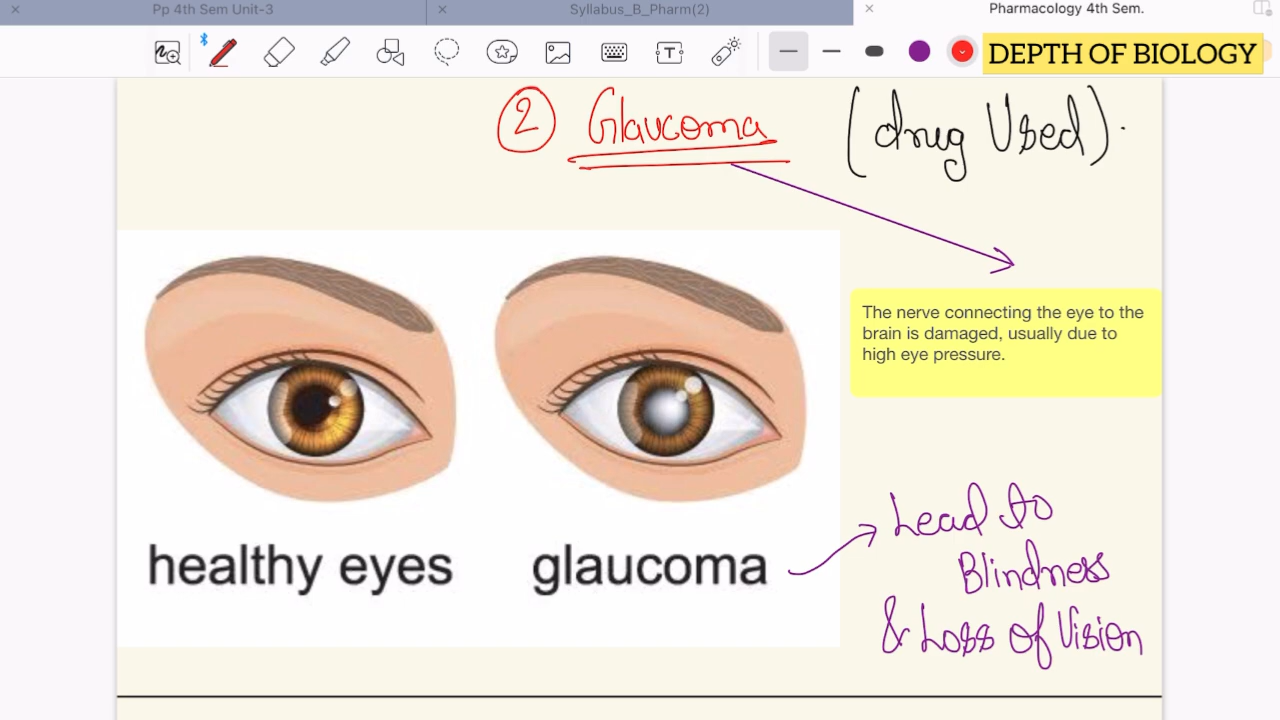 Pp 4th Sem Unit-3
Syllabus_B_Pharm(2)
Pharmacology 4th Sem.
T
DEPTH OF BIOLOGY
2 Glaucoma (drug Used).
The nerve connecting the eye to the
brain is damaged, usually due to
high eye pressure.
healthy eyes
glaucoma
Lead to
Blindness
& Loss of Vision